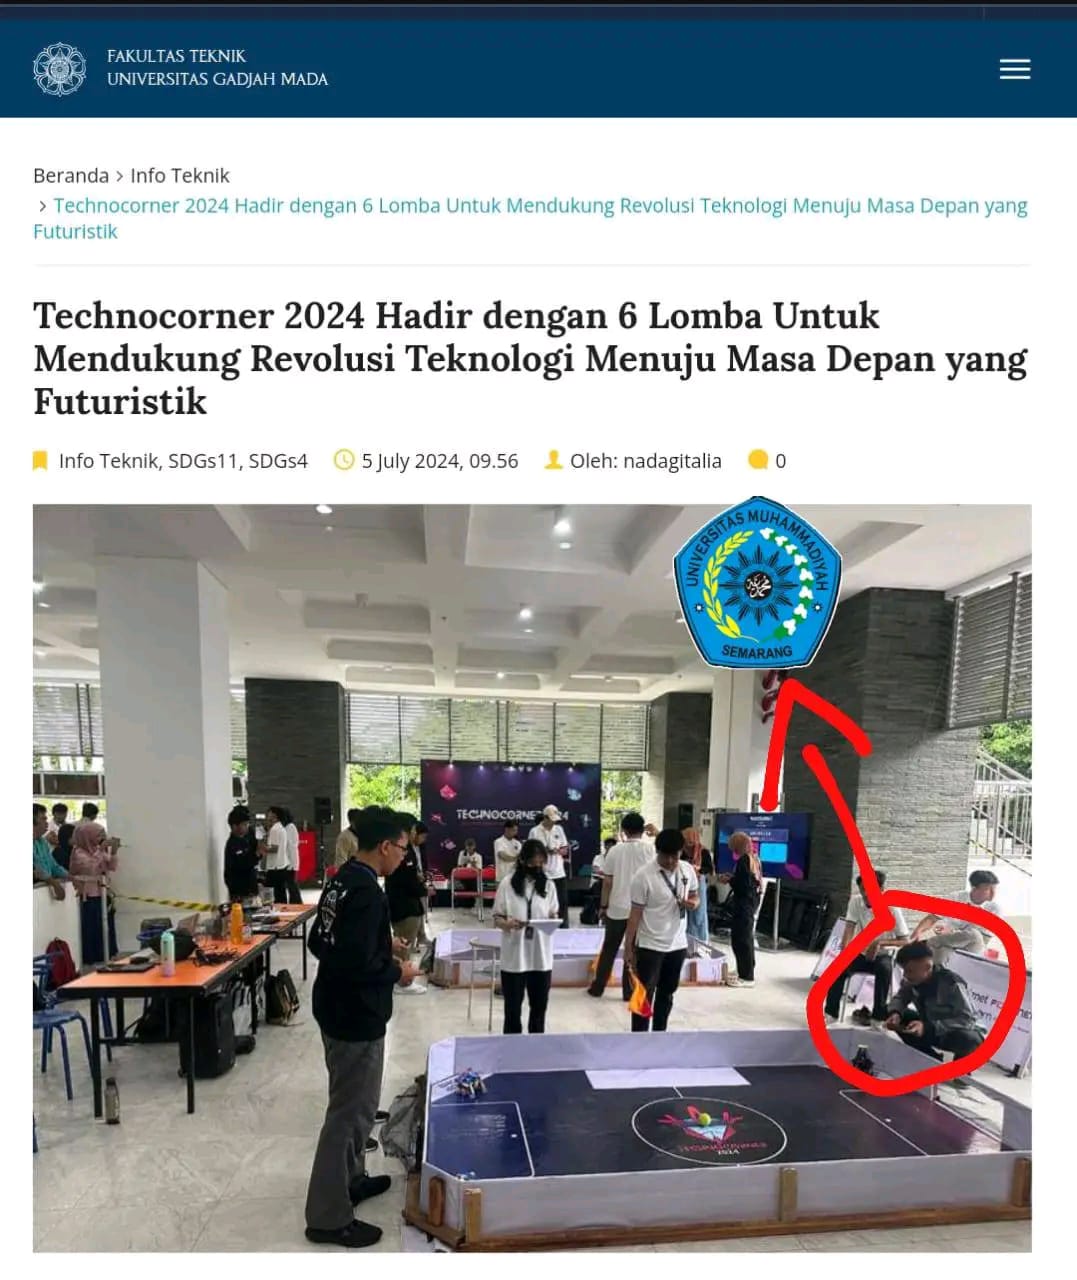 FAKULTAS TEKNIK
UNIVERSITAS GADJAH MADA
Beranda > Info Teknik
> Technocorner 2024 Hadir dengan 6 Lomba Untuk Mendukung Revolusi Teknologi Menuju Masa Depan yang
Futuristik
Technocorner 2024 Hadir dengan 6 Lomba Untuk
Mendukung Revolusi Teknologi Menuju Masa Depan yang
Futuristik
Info Teknik, SDGs11, SDGs4 5 July 2024, 09.56 Oleh: nadagitalia 0
UNIVERSITAS MUHAMMADIYAH
SEMARANG
TECHNOCORNER 24
TECHNOCORNER
2024